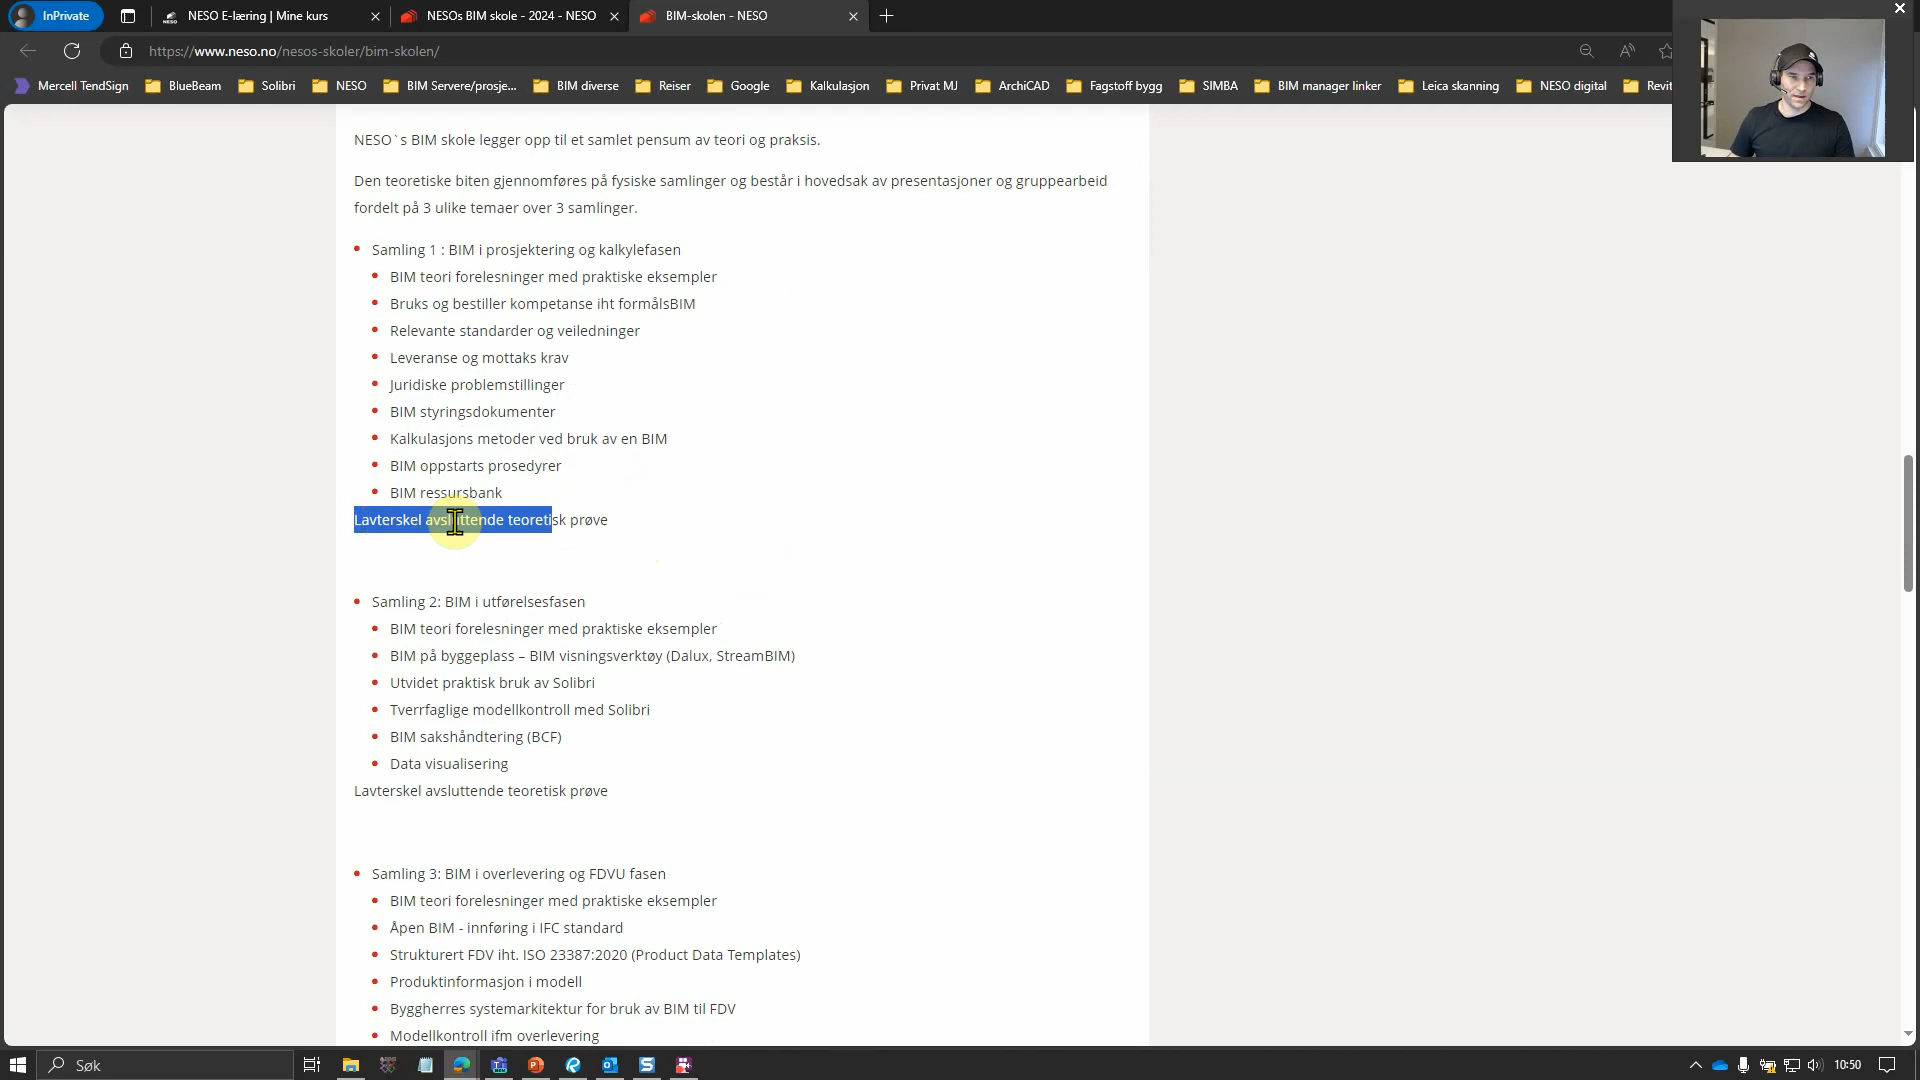 InPrivate
NESO E-læring | Mine kurs
NESOs BIM skole - 2024 - NESO
BIM-skolen - NESO
https://www.neso.no/nesos-skoler/bim-skolen/
Mercell TendSign
BlueBeam
Solibri
NESO
BIM Servere/prosje...
BIM diverse
Reiser
Google
Kalkulasjon
Privat MJ
ArchiCAD
Fagstoff bygg
SIMBA
BIM manager linker
Leica skanning
NESO digital
Revit
NESO`s BIM skole legger opp til et samlet pensum av teori og praksis.
Den teoretiske biten gjennomføres på fysiske samlinger og består i hovedsak av presentasjoner og gruppearbeid
fordelt på 3 ulike temaer over 3 samlinger.
Samling 1 : BIM i prosjektering og kalkylefasen
BIM teori forelesninger med praktiske eksempler
Bruks og bestiller kompetanse iht formålsBIM
Relevante standarder og veiledninger
Leveranse og mottaks krav
Juridiske problemstillinger
BIM styringsdokumenter
Kalkulasjons metoder ved bruk av en BIM
BIM oppstarts prosedyrer
BIM ressursbank
Lavterskel avsluttende teoretisk prøve
Samling 2: BIM i utførelsesfasen
BIM teori forelesninger med praktiske eksempler
BIM på byggeplass – BIM visningsverktøy (Dalux, StreamBIM)
Utvidet praktisk bruk av Solibri
Tverrfaglige modellkontroll med Solibri
BIM sakshåndtering (BCF)
Data visualisering
Lavterskel avsluttende teoretisk prøve
Samling 3: BIM i overlevering og FDVU fasen
BIM teori forelesninger med praktiske eksempler
Åpen BIM - innføring i IFC standard
Strukturert FDV iht. ISO 23387:2020 (Product Data Templates)
Produktinformasjon i modell
Byggherres systemarkitektur for bruk av BIM til FDV
Modellkontroll ifm overlevering
Søk
10:50